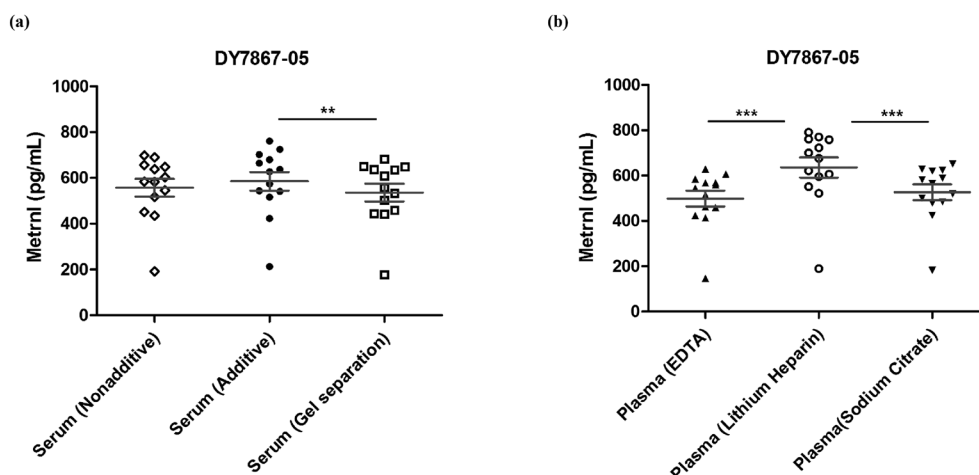 (a)
DY7867-05
**
Metrnl (pg/mL)
1000
800
600
400
200
0
Serum (Nonadditive)
Serum (Additive)
Serum (Gel separation)
(b)
DY7867-05
***
***
Metrnl (pg/mL)
1000
800
600
400
200
0
Plasma (EDTA)
Plasma (Lithium Heparin)
Plasma(Sodium Citrate)